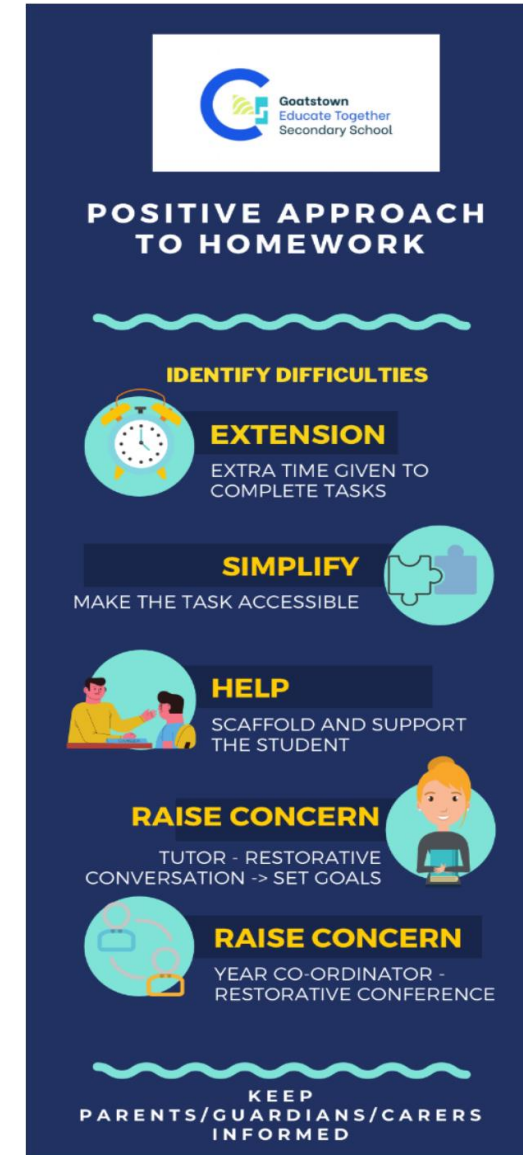 Goatstown
Educate Together
Secondary School
POSITIVE APPROACH
TO HOMEWORK
IDENTIFY DIFFICULTIES
EXTENSION
EXTRA TIME GIVEN TO
COMPLETE TASKS
SIMPLIFY
MAKE THE TASK ACCESSIBLE
HELP
SCAFFOLD AND SUPPORT
THE STUDENT
RAISE CONCERN
TUTOR - RESTORATIVE
CONVERSATION -> SET GOALS
RAISE CONCERN
YEAR CO-ORDINATOR -
RESTORATIVE CONFERENCE
KEEP
PARENTS/GUARDIANS/CARERS
INFORMED